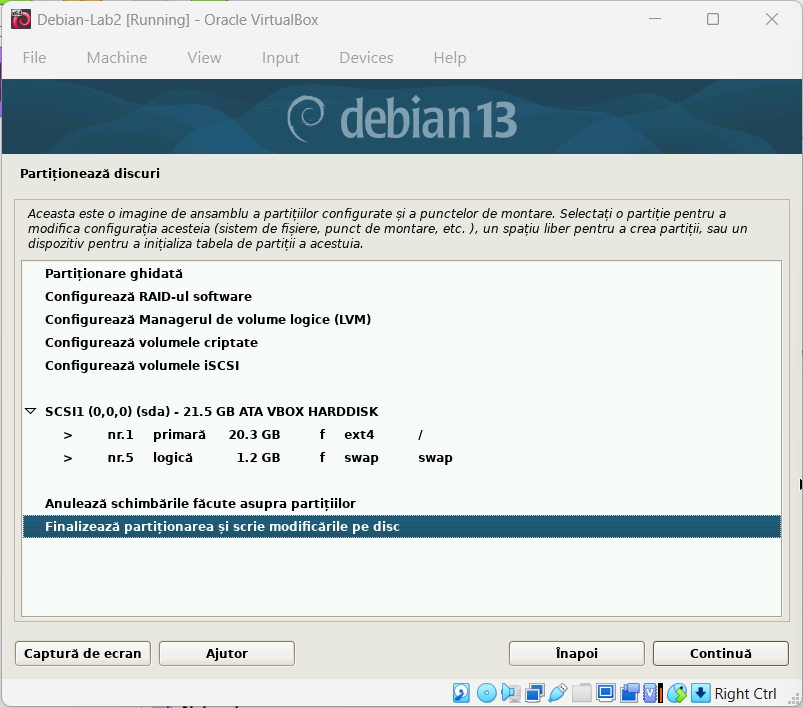 Debian-Lab2 [Running] - Oracle VirtualBox
File Machine View Input Devices Help
debian 13
Partiționează discuri
Aceasta este o imagine de ansamblu a partițiilor configurate și a punctelor de montare. Selectați o partiție pentru a
modifica configurația acesteia (sistem de fișiere, punct de montare, etc. ), un spațiu liber pentru a crea partiții, sau un
dispozitiv pentru a inițializa tabela de partiții a acestuia.
Partiționare ghidată
Configurează RAID-ul software
Configurează Managerul de volume logice (LVM)
Configurează volumele criptate
Configurează volumele iSCSI
SCSI1 (0,0,0) (sda) - 21.5 GB ATA VBOX HARDDISK
> nr.1 primară 20.3 GB f ext4 /
> nr.5 logică 1.2 GB f swap swap
Anulează schimbările făcute asupra partițiilor
Finalizează partiționarea și scrie modificările pe disc
Captură de ecran Ajutor Înapoi Continuă
Right Ctrl